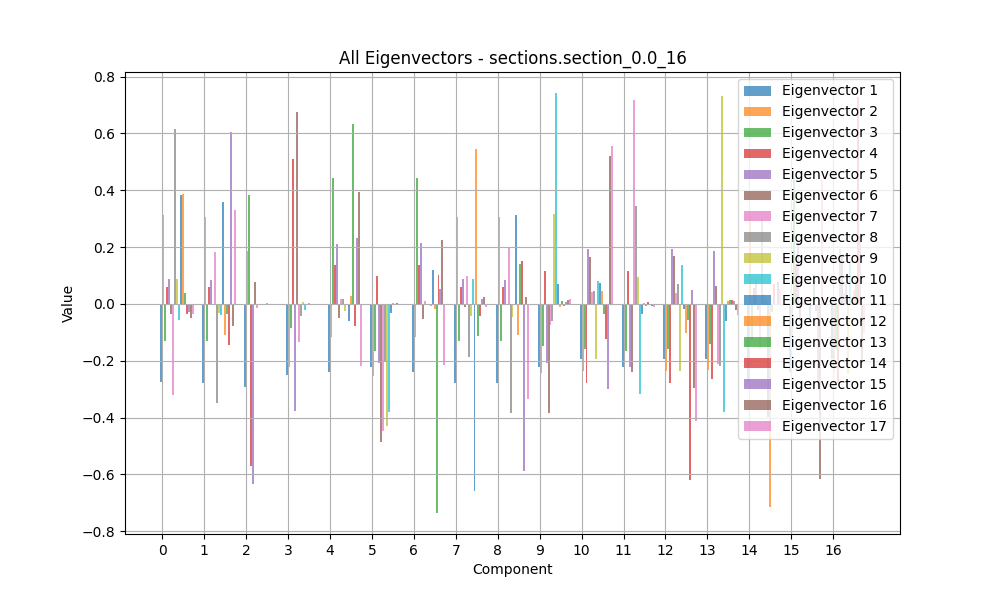 All Eigenvectors - sections.section_0.0_16
0.8
0.6
0.4
0.2
0.0
−0.2
−0.4
−0.6
−0.8
Value
Eigenvector 1
Eigenvector 2
Eigenvector 3
Eigenvector 4
Eigenvector 5
Eigenvector 6
Eigenvector 7
Eigenvector 8
Eigenvector 9
Eigenvector 10
Eigenvector 11
Eigenvector 12
Eigenvector 13
Eigenvector 14
Eigenvector 15
Eigenvector 16
Eigenvector 17
0 1 2 3 4 5 6 7 8 9 10 11 12 13 14 15 16
Component